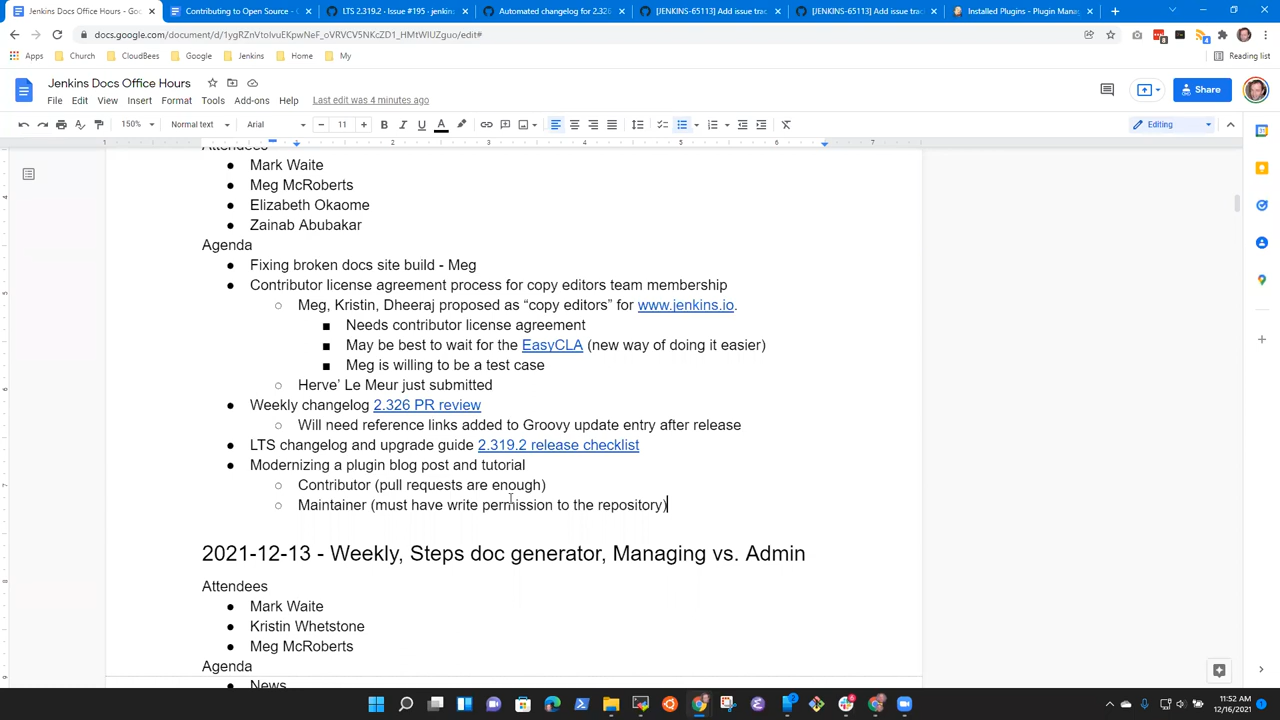 Jenkins Docs Office Hours - Goo
Contributing to Open Source - G
LTS 2.319.2 · Issue #195 · jenkins
Automated changelog for 2.326
[JENKINS-65113] Add issue trac
[JENKINS-65113] Add issue trac
Installed Plugins - Plugin Mana
docs.google.com/document/d/1ygRZnVtoIvuEKpwNeF_oVRVCV5NKcZD1_HMtWlUZguo/edit#
Apps
Church
CloudBees
Google
Jenkins
Home
My
Reading list
Jenkins Docs Office Hours
File Edit View Insert Format Tools Add-ons Help Last edit was 4 minutes ago
Share
150% Normal text Arial 11
Editing
1 2 3 4 5 6 7
Attendees
● Mark Waite
● Meg McRoberts
● Elizabeth Okaome
● Zainab Abubakar
Agenda
● Fixing broken docs site build - Meg
● Contributor license agreement process for copy editors team membership
○ Meg, Kristin, Dheeraj proposed as “copy editors” for www.jenkins.io.
■ Needs contributor license agreement
■ May be best to wait for the EasyCLA (new way of doing it easier)
■ Meg is willing to be a test case
○ Herve’ Le Meur just submitted
● Weekly changelog 2.326 PR review
○ Will need reference links added to Groovy update entry after release
● LTS changelog and upgrade guide 2.319.2 release checklist
● Modernizing a plugin blog post and tutorial
○ Contributor (pull requests are enough)
○ Maintainer (must have write permission to the repository)
2021-12-13 - Weekly, Steps doc generator, Managing vs. Admin
Attendees
● Mark Waite
● Kristin Whetstone
● Meg McRoberts
Agenda
● News
11:52 AM
12/16/2021